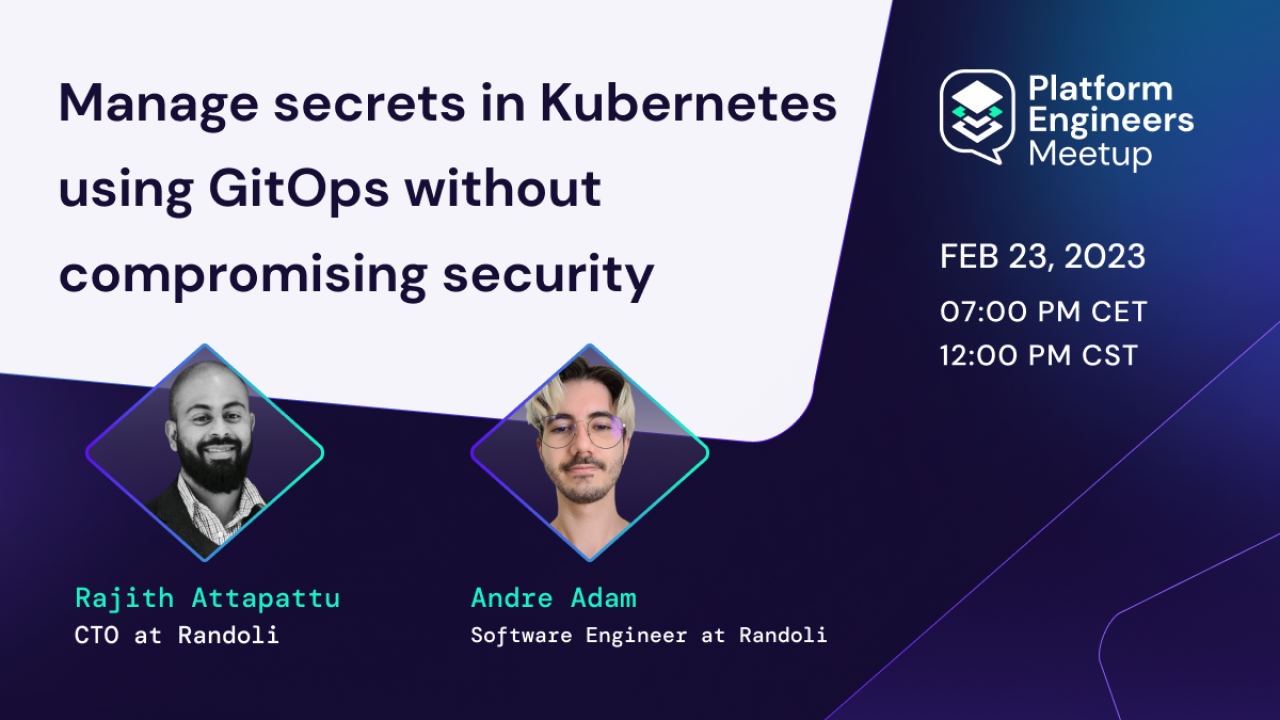 Manage secrets in Kubernetes
using GitOps without
compromising security
Platform
Engineers
Meetup
FEB 23, 2023
07:00 PM CET
12:00 PM CST
Rajith Attapattu
CTO at Randoli
Andre Adam
Software Engineer at Randoli